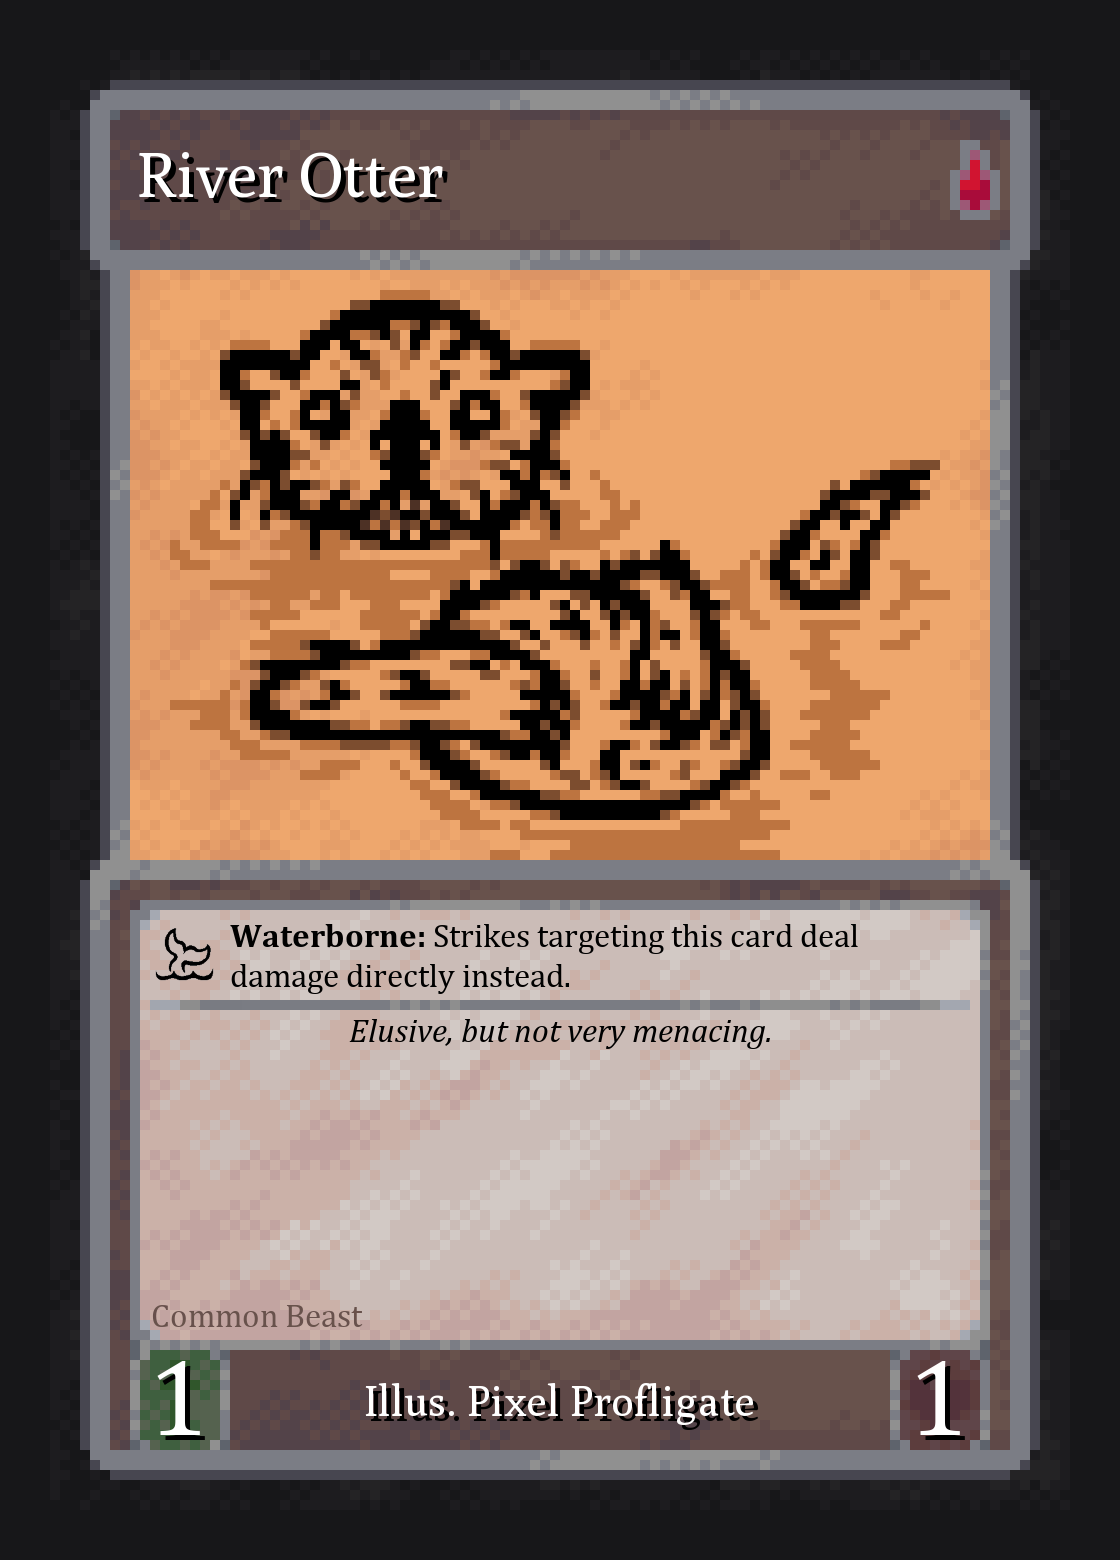 River Otter
Waterborne: Strikes targeting this card deal
damage directly instead.
Elusive, but not very menacing.
Common Beast
1
Illus. Pixel Profligate
1